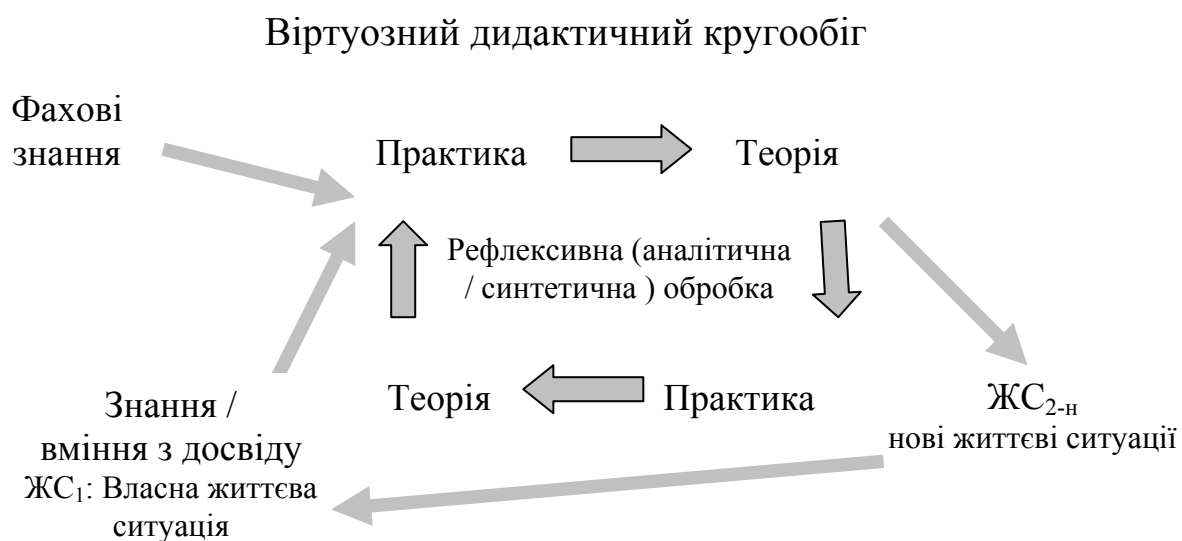 Віртуозний дидактичний кругообіг
Фахові
знання
Практика
Теорія
Рефлексивна (аналітична
/ синтетична ) обробка
Теорія
Практика
Знання /
вміння з досвіду
ЖС₁: Власна життєва
ситуація
ЖС₂₋ₙ
нові життєві ситуації